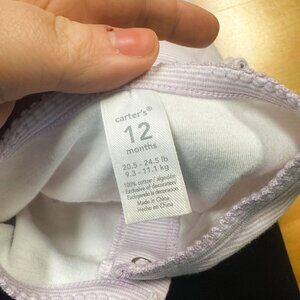 carter's®
12
months
20.5 - 24.5 lb
9.3 - 11.1 kg
100% cotton / algodón
Exclusive of decoration
Excluyendo la decoración
Made in China
Hecho en China